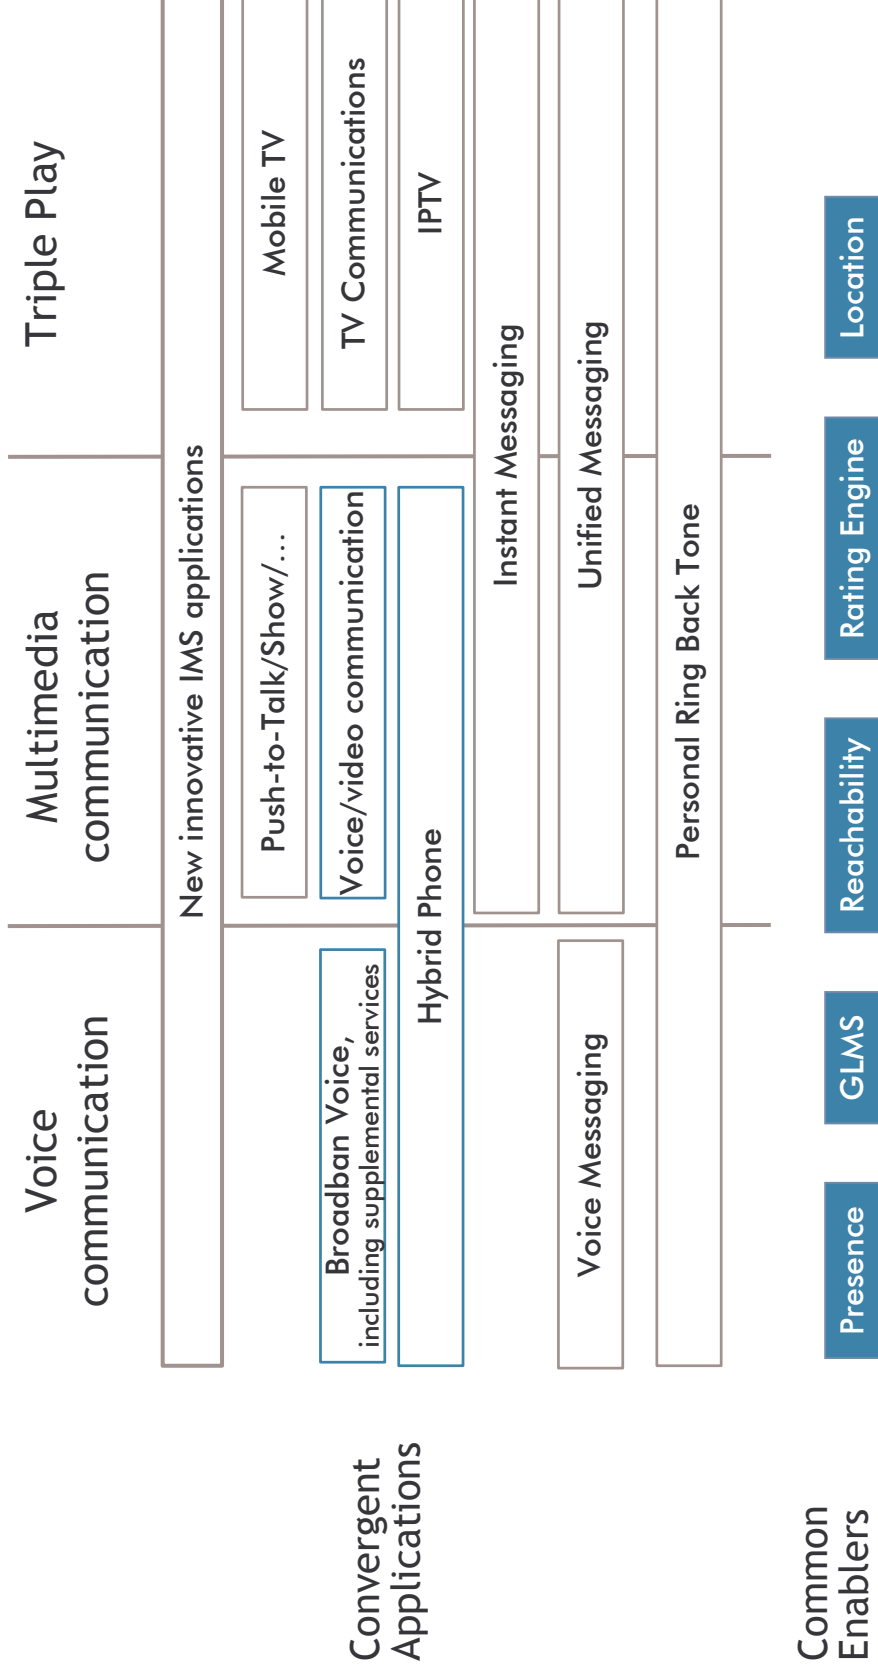 Voice
communication
Multimedia
communication
Triple Play
New innovative IMS applications
Push-to-Talk/Show/...
Mobile TV
Convergent
Applications
Broadban Voice,
including supplemental services
Voice/video communication
TV Communications
Hybrid Phone
IPTV
Instant Messaging
Voice Messaging
Unified Messaging
Personal Ring Back Tone
Common
Enablers
Presence
GLMS
Reachability
Rating Engine
Location